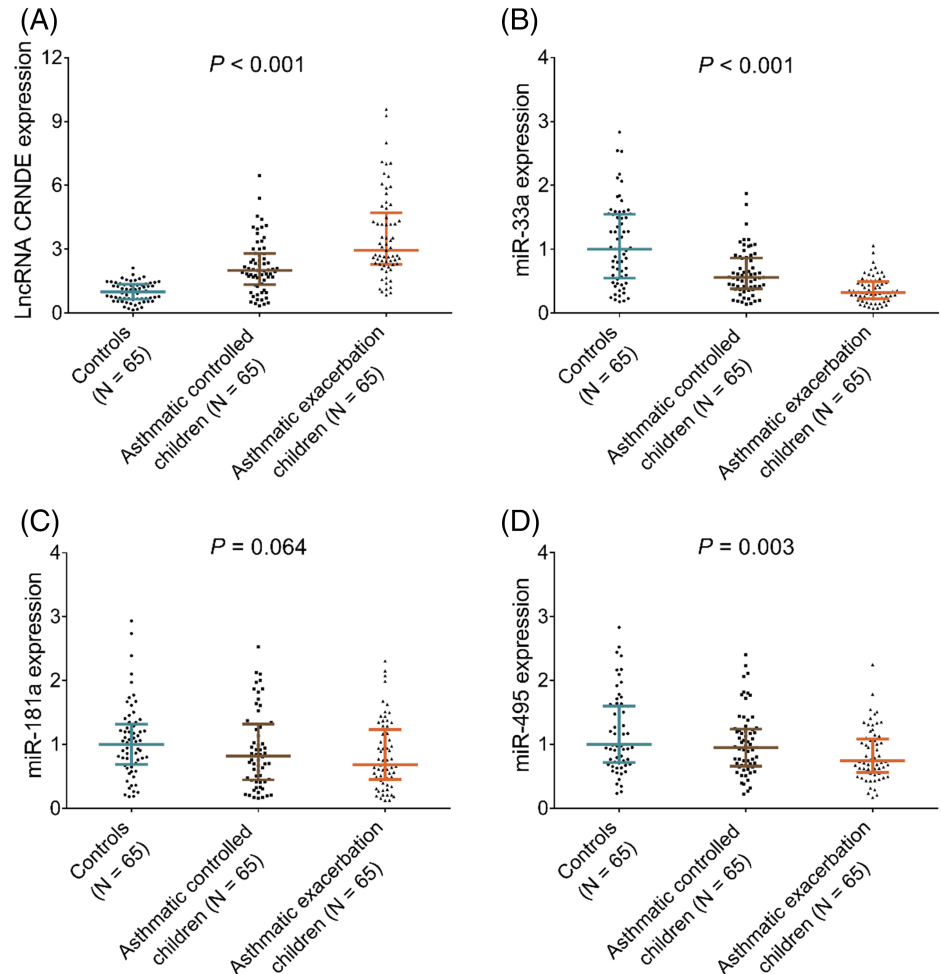 (A)
P < 0.001
LncRNA CRNDE expression
12
9
6
3
0
Controls
(N = 65)
Asthmatic controlled
children (N = 65)
Asthmatic exacerbation
children (N = 65)
(B)
P < 0.001
miR-33a expression
4
3
2
1
0
Controls
(N = 65)
Asthmatic controlled
children (N = 65)
Asthmatic exacerbation
children (N = 65)
(C)
P = 0.064
miR-181a expression
4
3
2
1
0
Controls
(N = 65)
Asthmatic controlled
children (N = 65)
Asthmatic exacerbation
children (N = 65)
(D)
P = 0.003
miR-495 expression
4
3
2
1
0
Controls
(N = 65)
Asthmatic controlled
children (N = 65)
Asthmatic exacerbation
children (N = 65)